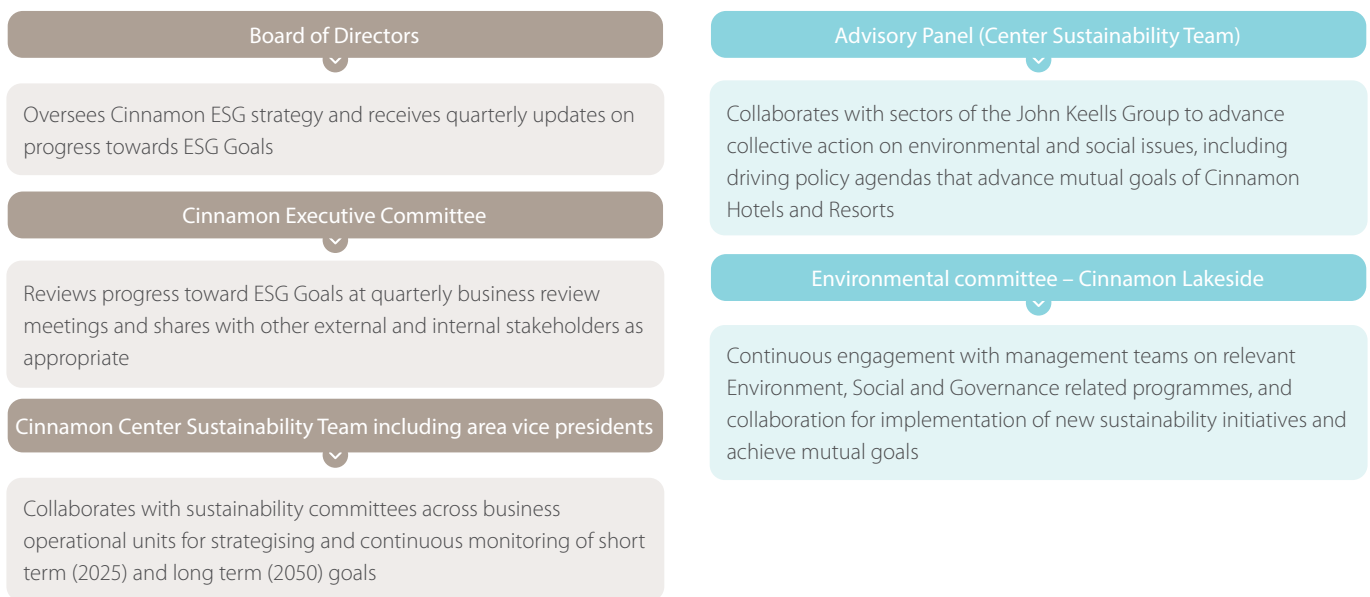 Board of Directors
Oversees Cinnamon ESG strategy and receives quarterly updates on
progress towards ESG Goals
Cinnamon Executive Committee
Reviews progress toward ESG Goals at quarterly business review
meetings and shares with other external and internal stakeholders as
appropriate
Cinnamon Center Sustainability Team including area vice presidents
Collaborates with sustainability committees across business
operational units for strategising and continuous monitoring of short
term (2025) and long term (2050) goals
Advisory Panel (Center Sustainability Team)
Collaborates with sectors of the John Keells Group to advance
collective action on environmental and social issues, including
driving policy agendas that advance mutual goals of Cinnamon
Hotels and Resorts
Environmental committee – Cinnamon Lakeside
Continuous engagement with management teams on relevant
Environment, Social and Governance related programmes, and
collaboration for implementation of new sustainability initiatives and
achieve mutual goals